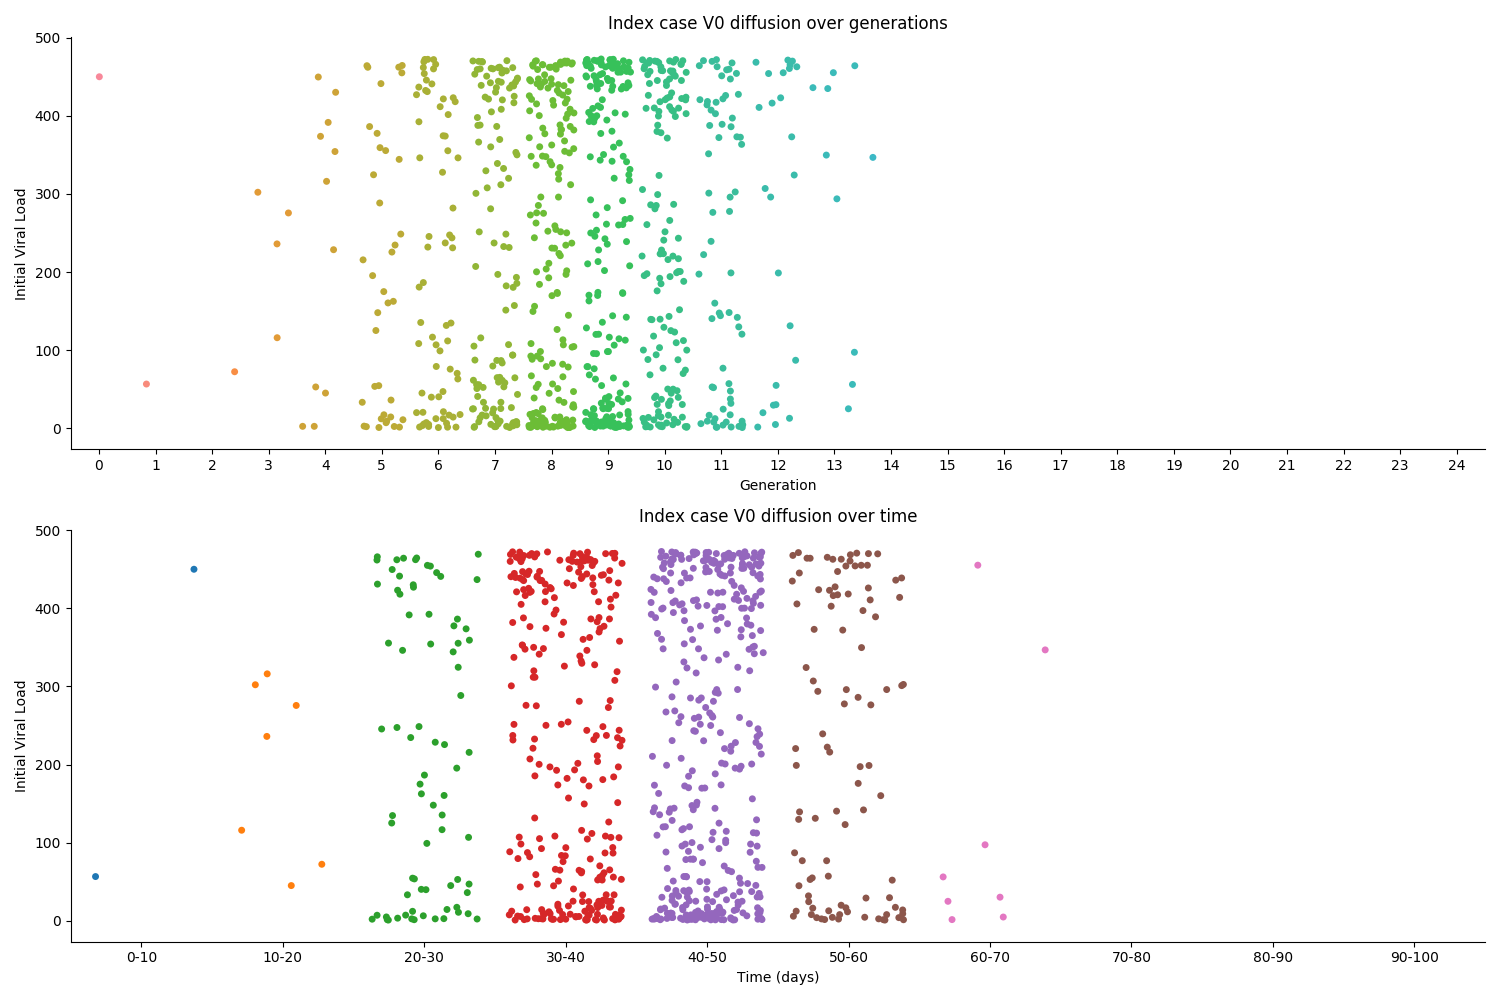 Index case V0 diffusion over generations
500
400
300
200
100
0
Initial Viral Load
0 1 2 3 4 5 6 7 8 9 10 11 12 13 14 15 16 17 18 19 20 21 22 23 24
Generation
Index case V0 diffusion over time
500
400
300
200
100
0
Initial Viral Load
0-10 10-20 20-30 30-40 40-50 50-60 60-70 70-80 80-90 90-100
Time (days)